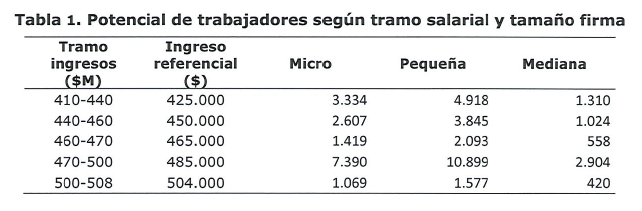 Tabla 1. Potencial de trabajadores según tramo salarial y tamaño firma
Tramo ingresos ($M) Ingreso referencial ($) Micro Pequeña Mediana
410-440 425.000 3.334 4.918 1.310
440-460 450.000 2.607 3.845 1.024
460-470 465.000 1.419 2.093 558
470-500 485.000 7.390 10.899 2.904
500-508 504.000 1.069 1.577 420